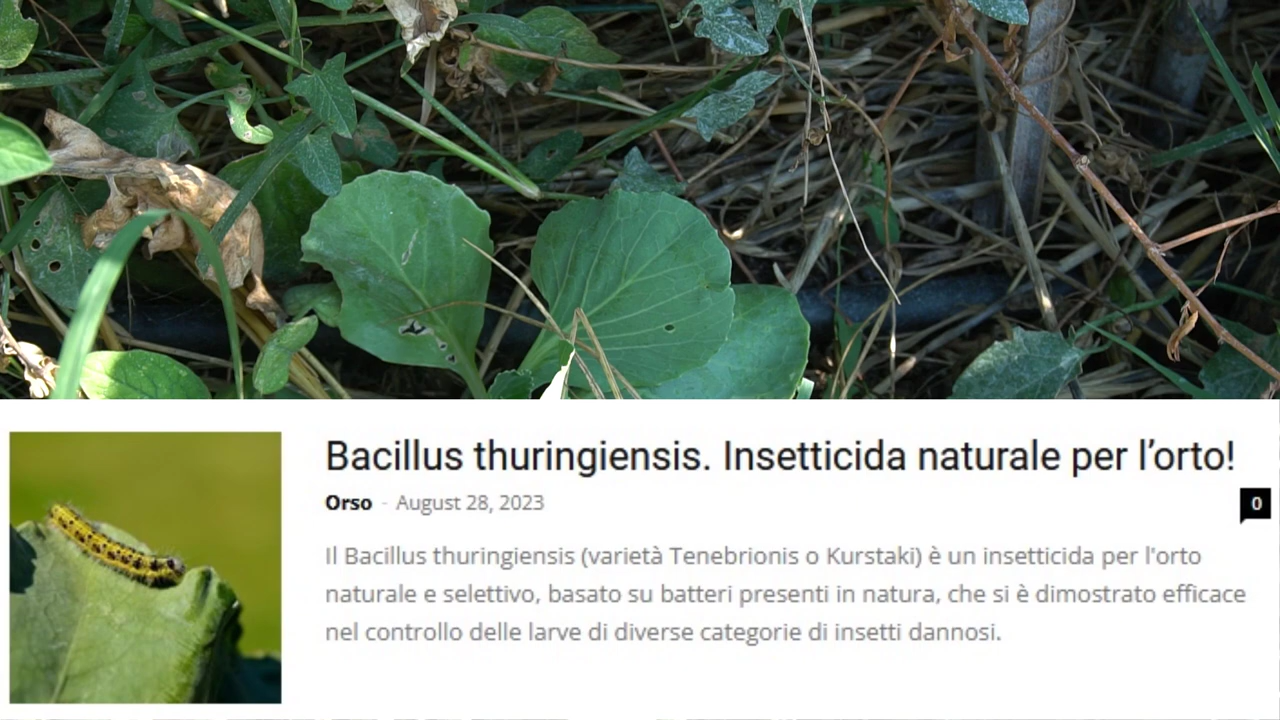 Bacillus thuringiensis. Insetticida naturale per l’orto!
Orso - August 28, 2023
0
Il Bacillus thuringiensis (varietà Tenebrionis o Kurstaki) è un insetticida per l'orto
naturale e selettivo, basato su batteri presenti in natura, che si è dimostrato efficace
nel controllo delle larve di diverse categorie di insetti dannosi.